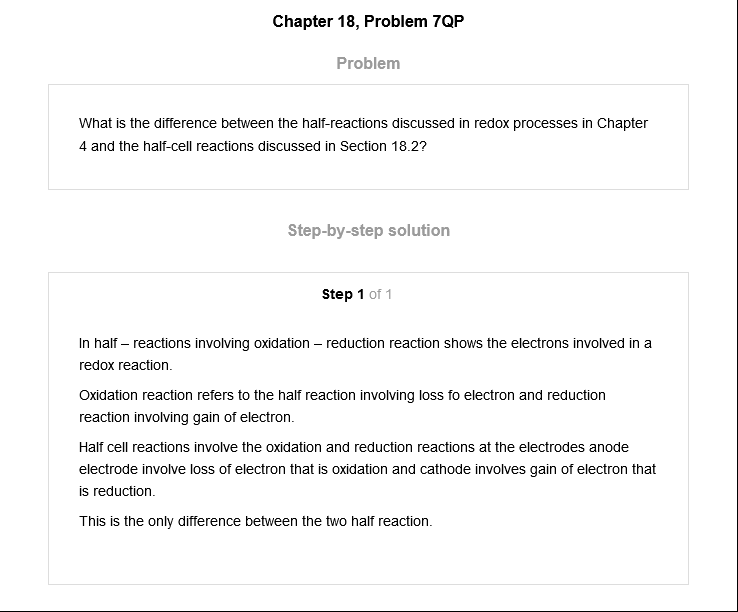 Chapter 18, Problem 7QP
Problem
What is the difference between the half-reactions discussed in redox processes in Chapter
4 and the half-cell reactions discussed in Section 18.2?
Step-by-step solution
Step 1 of 1
In half – reactions involving oxidation – reduction reaction shows the electrons involved in a
redox reaction.
Oxidation reaction refers to the half reaction involving loss fo electron and reduction
reaction involving gain of electron.
Half cell reactions involve the oxidation and reduction reactions at the electrodes anode
electrode involve loss of electron that is oxidation and cathode involves gain of electron that
is reduction.
This is the only difference between the two half reaction.